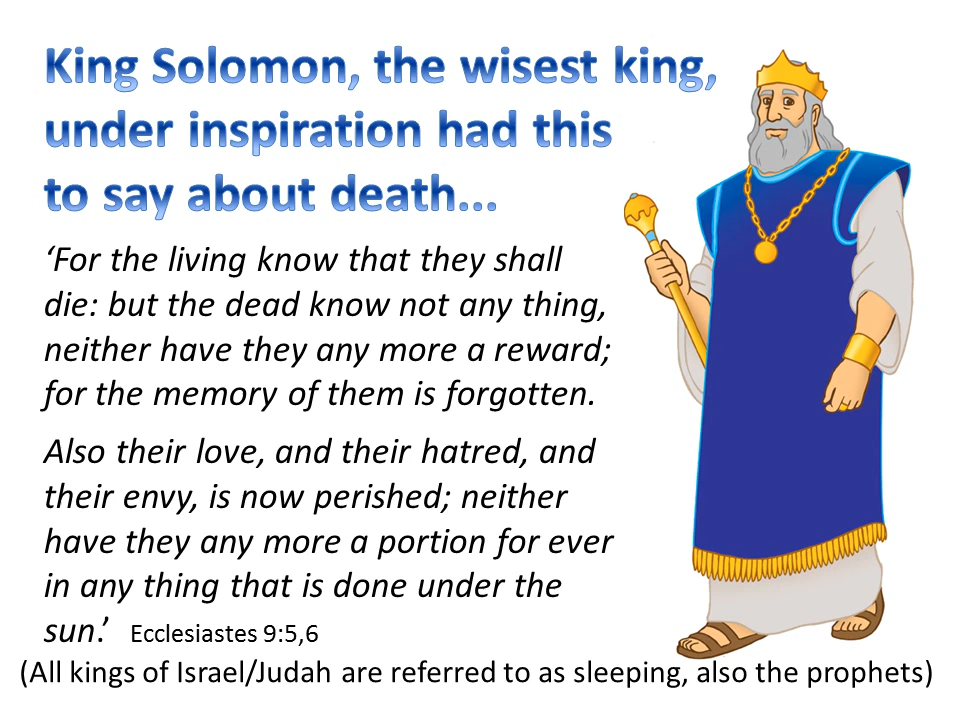 King Solomon, the wisest king,
under inspiration had this
to say about death...
‘For the living know that they shall
die: but the dead know not any thing,
neither have they any more a reward;
for the memory of them is forgotten.
Also their love, and their hatred, and
their envy, is now perished; neither
have they any more a portion for ever
in any thing that is done under the
sun.’ Ecclesiastes 9:5,6
(All kings of Israel/Judah are referred to as sleeping, also the prophets)